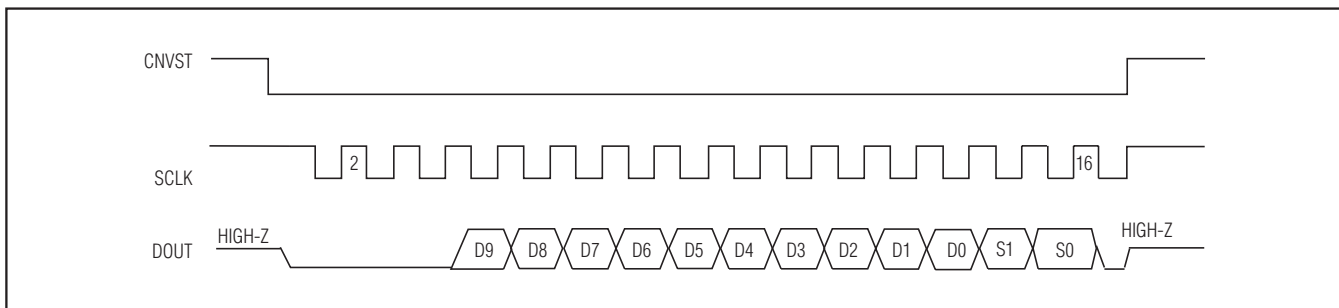 CNVST
SCLK
2
16
DOUT
HIGH-Z
D9
D8
D7
D6
D5
D4
D3
D2
D1
D0
S1
S0
HIGH-Z